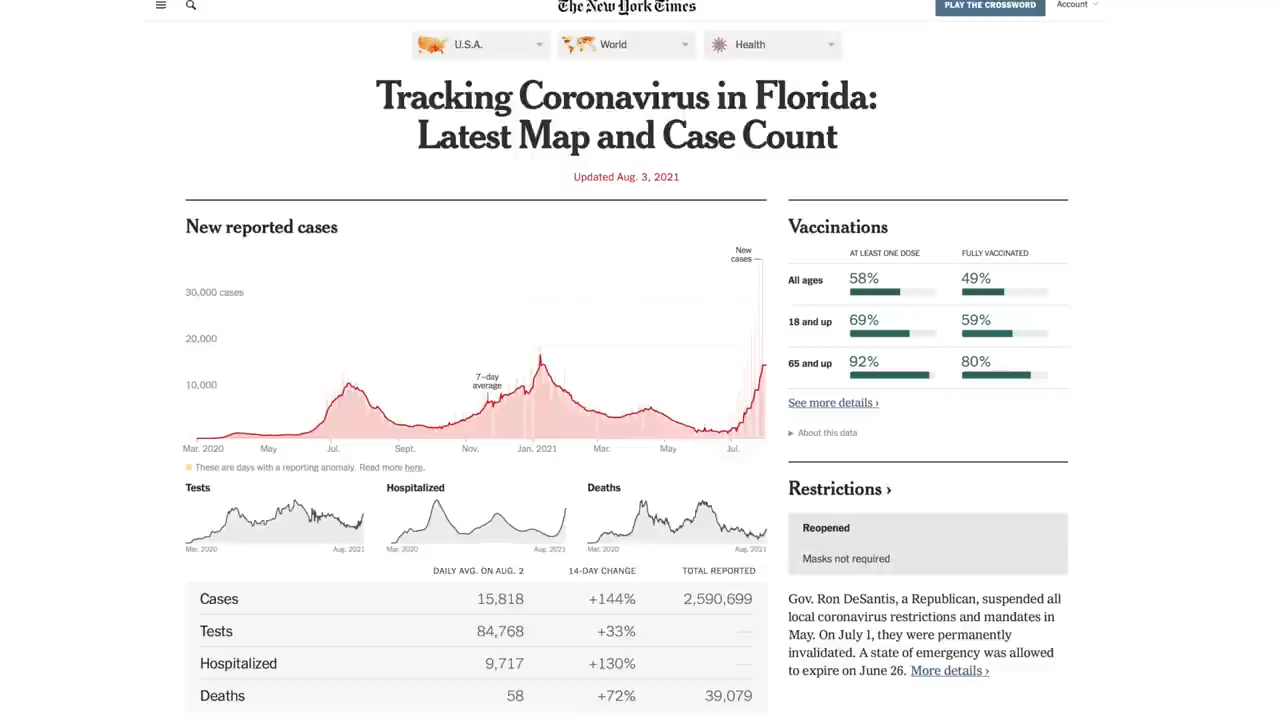 The New York Times
PLAY THE CROSSWORD
Account
U.S.A.
World
Health
Tracking Coronavirus in Florida:
Latest Map and Case Count
Updated Aug. 3, 2021
New reported cases
New
cases
30,000 cases
20,000
10,000
7–day
average
Mar. 2020 May Jul. Sept. Nov. Jan. 2021 Mar. May Jul.
These are days with a reporting anomaly. Read more here.
Tests
Mar. 2020 Aug. 2021
Hospitalized
Mar. 2020 Aug. 2021
Deaths
Mar. 2020 Aug. 2021
DAILY AVG. ON AUG. 2 14-DAY CHANGE TOTAL REPORTED
Cases 15,818 +144% 2,590,699
Tests 84,768 +33% —
Hospitalized 9,717 +130% —
Deaths 58 +72% 39,079
Vaccinations
AT LEAST ONE DOSE FULLY VACCINATED
All ages 58% 49%
18 and up 69% 59%
65 and up 92% 80%
See more details ›
About this data
Restrictions ›
Reopened
Masks not required
Gov. Ron DeSantis, a Republican, suspended all
local coronavirus restrictions and mandates in
May. On July 1, they were permanently
invalidated. A state of emergency was allowed
to expire on June 26. More details ›